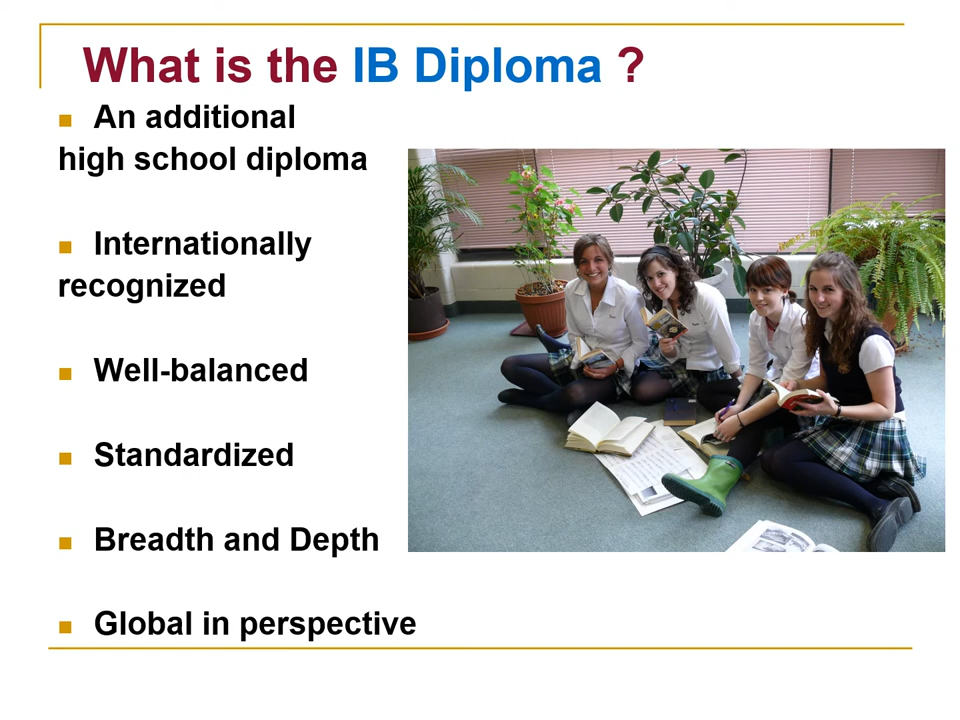 What is the IB Diploma ?
An additional
high school diploma
Internationally
recognized
Well-balanced
Standardized
Breadth and Depth
Global in perspective